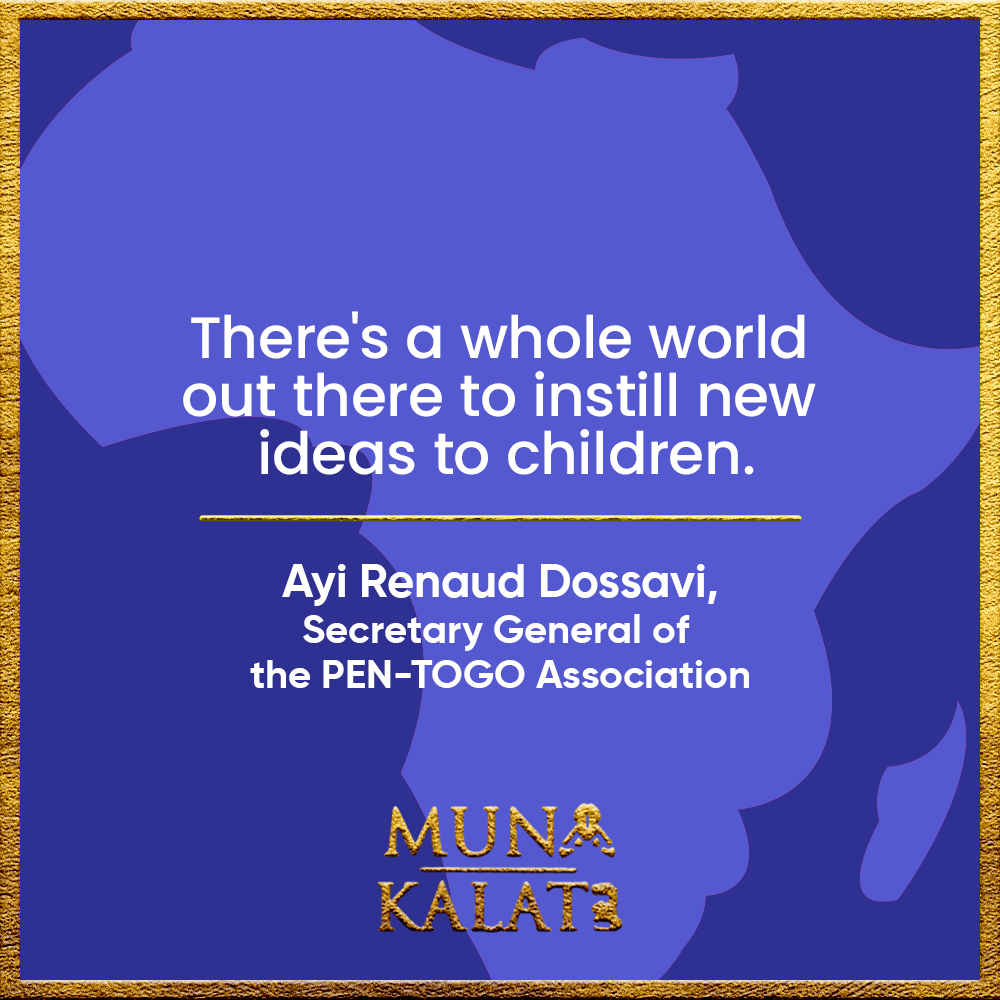 There's a whole world
out there to instill new
ideas to children.
Ayi Renaud Dossavi,
Secretary General of
the PEN-TOGO Association
MUNA
KALATE